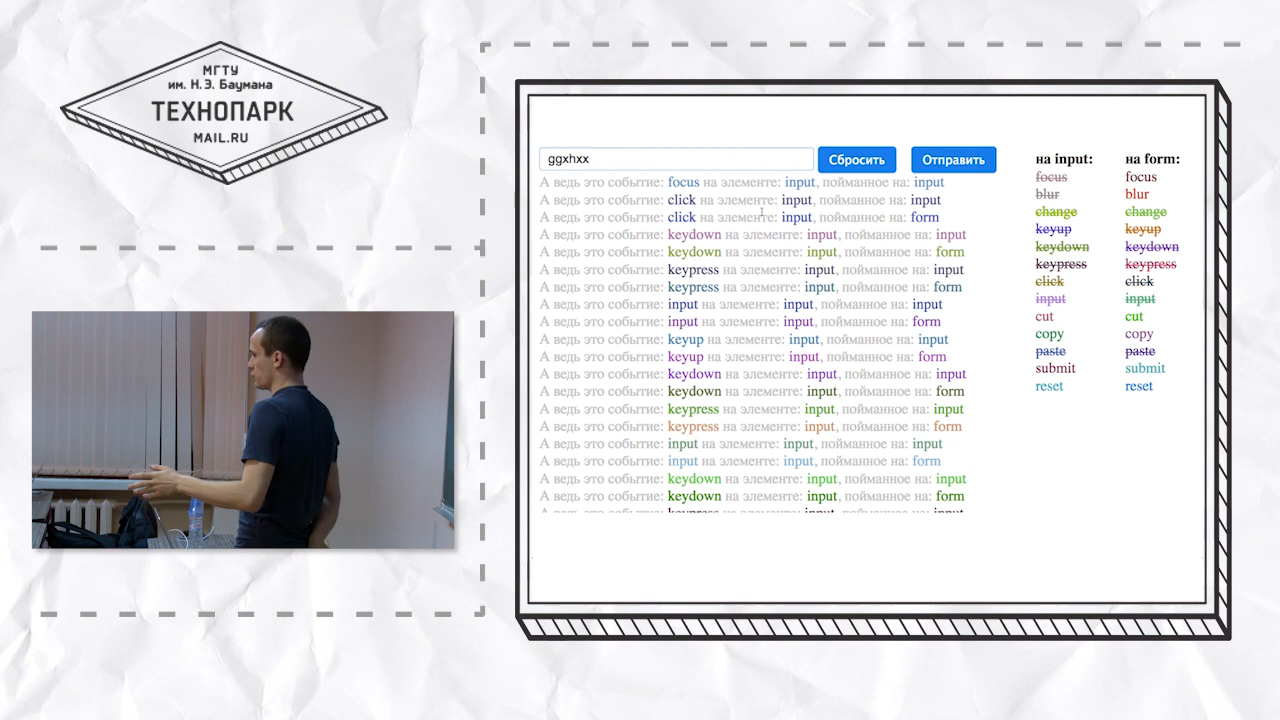 МГТУ
им. Н.Э. Баумана
ТЕХНОПАРК
MAIL.RU
ggxhxx
Сбросить
Отправить
А ведь это событие: focus на элементе: input, пойманное на: input
А ведь это событие: click на элементе: input, пойманное на: input
А ведь это событие: click на элементе: input, пойманное на: form
А ведь это событие: keydown на элементе: input, пойманное на: input
А ведь это событие: keydown на элементе: input, пойманное на: form
А ведь это событие: keypress на элементе: input, пойманное на: input
А ведь это событие: keypress на элементе: input, пойманное на: form
А ведь это событие: input на элементе: input, пойманное на: input
А ведь это событие: input на элементе: input, пойманное на: form
А ведь это событие: keyup на элементе: input, пойманное на: input
А ведь это событие: keyup на элементе: input, пойманное на: form
А ведь это событие: keydown на элементе: input, пойманное на: input
А ведь это событие: keydown на элементе: input, пойманное на: form
А ведь это событие: keypress на элементе: input, пойманное на: input
А ведь это событие: keypress на элементе: input, пойманное на: form
А ведь это событие: input на элементе: input, пойманное на: input
А ведь это событие: input на элементе: input, пойманное на: form
А ведь это событие: keydown на элементе: input, пойманное на: input
А ведь это событие: keydown на элементе: input, пойманное на: form
А ведь это событие: keypress на элементе: input, пойманное на: input
на input:
focus
blur
change
keyup
keydown
keypress
click
input
cut
copy
paste
submit
reset
на form:
focus
blur
change
keyup
keydown
keypress
click
input
cut
copy
paste
submit
reset